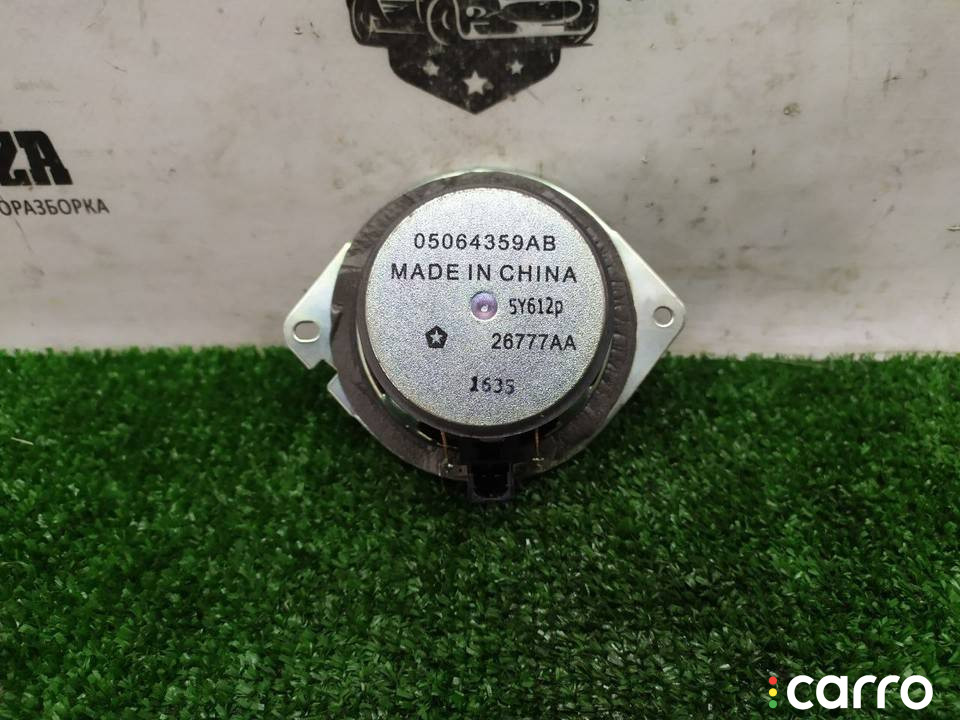 ZA
ОРАЗБОРКА
05064359AB
MADE IN CHINA
5Y612p
26777AA
1635
carro